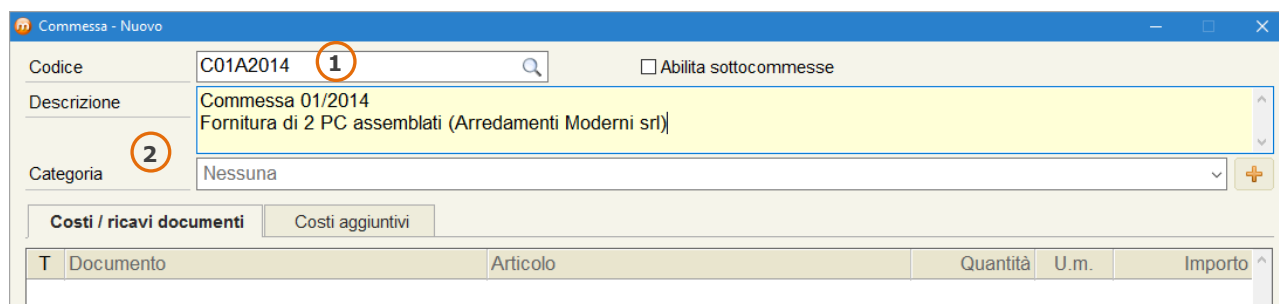 Commessa - Nuovo
Codice C01A2014 1 Abilita sottocommesse
Descrizione Commessa 01/2014
Fornitura di 2 PC assemblati (Arredamenti Moderni srl)
2
Categoria Nessuna
Costi / ricavi documenti Costi aggiuntivi
T Documento Articolo Quantità U.m. Importo